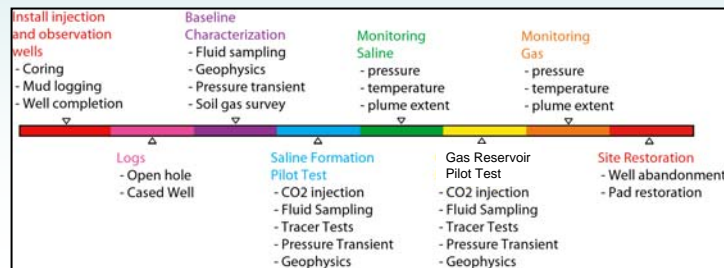 Install injection
and observation
wells
- Coring
- Mud logging
- Well completion
Baseline
Characterization
- Fluid sampling
- Geophysics
- Pressure transient
- Soil gas survey
Monitoring
Saline
- pressure
- temperature
- plume extent
Monitoring
Gas
- pressure
- temperature
- plume extent
Logs
- Open hole
- Cased Well
Saline Formation
Pilot Test
- CO2 injection
- Fluid Sampling
- Tracer Tests
- Pressure Transient
- Geophysics
Gas Reservoir
Pilot Test
- CO2 injection
- Fluid Sampling
- Tracer Tests
- Pressure Transient
- Geophysics
Site Restoration
- Well abandonment
- Pad restoration